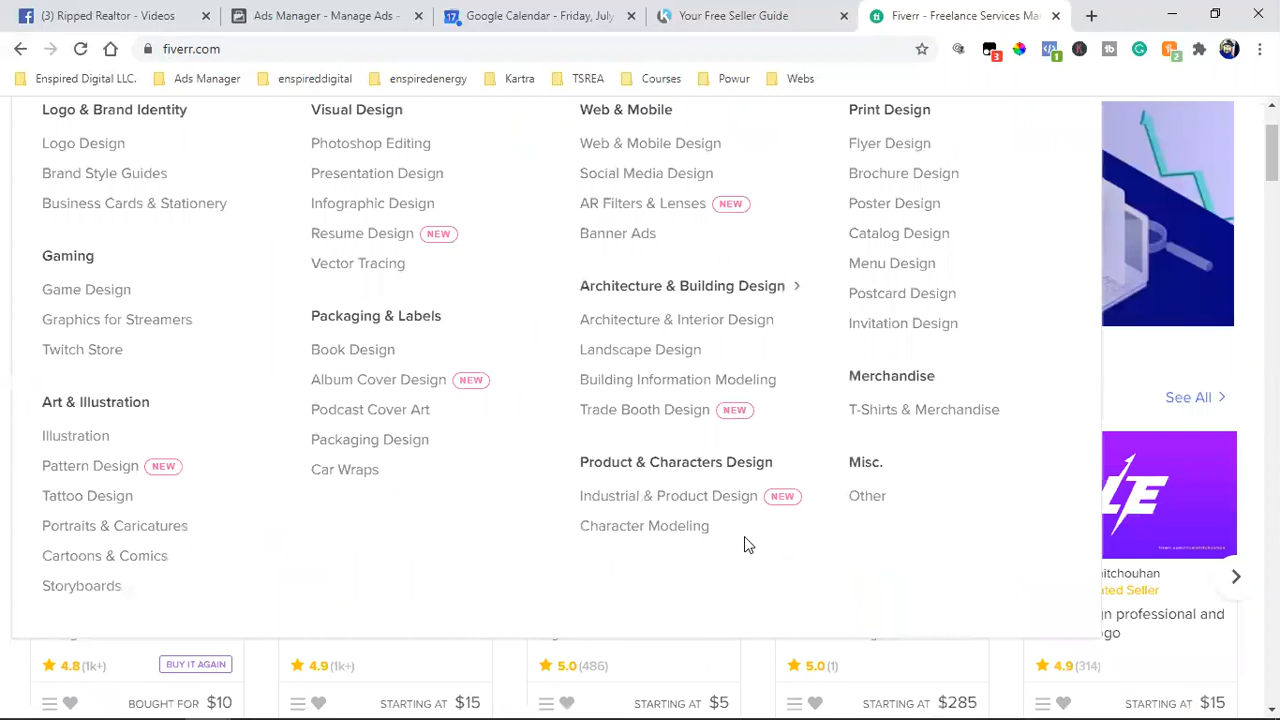 Ripped Reator - Videos
Ads Manager - Manage Ads -
17
Google Calendar - Friday, July
Your Free Seller Guide
fi
Fiverr - Freelance Services Ma
fiverr.com
3
1
K
tb
G
2
Enspired Digital LLC.
Ads Manager
enspireddigital
enspiredenergy
Kartra
TSREA
Courses
Powur
Webs
Logo & Brand Identity
Logo Design
Brand Style Guides
Business Cards & Stationery
Gaming
Game Design
Graphics for Streamers
Twitch Store
Art & Illustration
Illustration
Pattern Design NEW
Tattoo Design
Portraits & Caricatures
Cartoons & Comics
Storyboards
Visual Design
Photoshop Editing
Presentation Design
Infographic Design
Resume Design NEW
Vector Tracing
Packaging & Labels
Book Design
Album Cover Design NEW
Podcast Cover Art
Packaging Design
Car Wraps
Web & Mobile
Web & Mobile Design
Social Media Design
AR Filters & Lenses NEW
Banner Ads
Architecture & Building Design >
Architecture & Interior Design
Landscape Design
Building Information Modeling
Trade Booth Design NEW
Product & Characters Design
Industrial & Product Design NEW
Character Modeling
Print Design
Flyer Design
Brochure Design
Poster Design
Catalog Design
Menu Design
Postcard Design
Invitation Design
Merchandise
T-Shirts & Merchandise
Misc.
Other
See All >
LE
nitchouhan
ated Seller
n professional and
ogo
4.8 (1k+)
BUY IT AGAIN
4.9 (1k+)
5.0 (486)
5.0 (1)
4.9 (314)
BOUGHT FOR $10
STARTING AT $15
STARTING AT $5
STARTING AT $285
STARTING AT $15